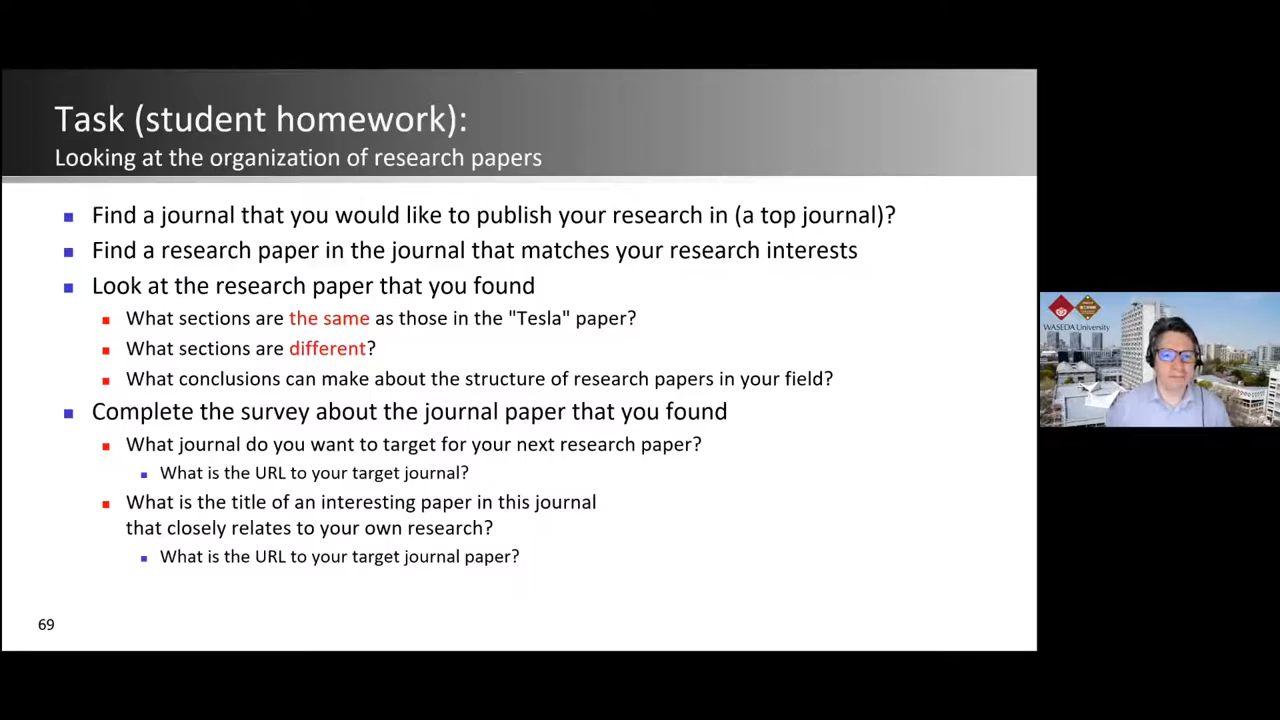 Task (student homework):
Looking at the organization of research papers
Find a journal that you would like to publish your research in (a top journal)?
Find a research paper in the journal that matches your research interests
Look at the research paper that you found
What sections are the same as those in the "Tesla" paper?
What sections are different?
What conclusions can make about the structure of research papers in your field?
Complete the survey about the journal paper that you found
What journal do you want to target for your next research paper?
What is the URL to your target journal?
What is the title of an interesting paper in this journal
that closely relates to your own research?
What is the URL to your target journal paper?
69
WASEDA University